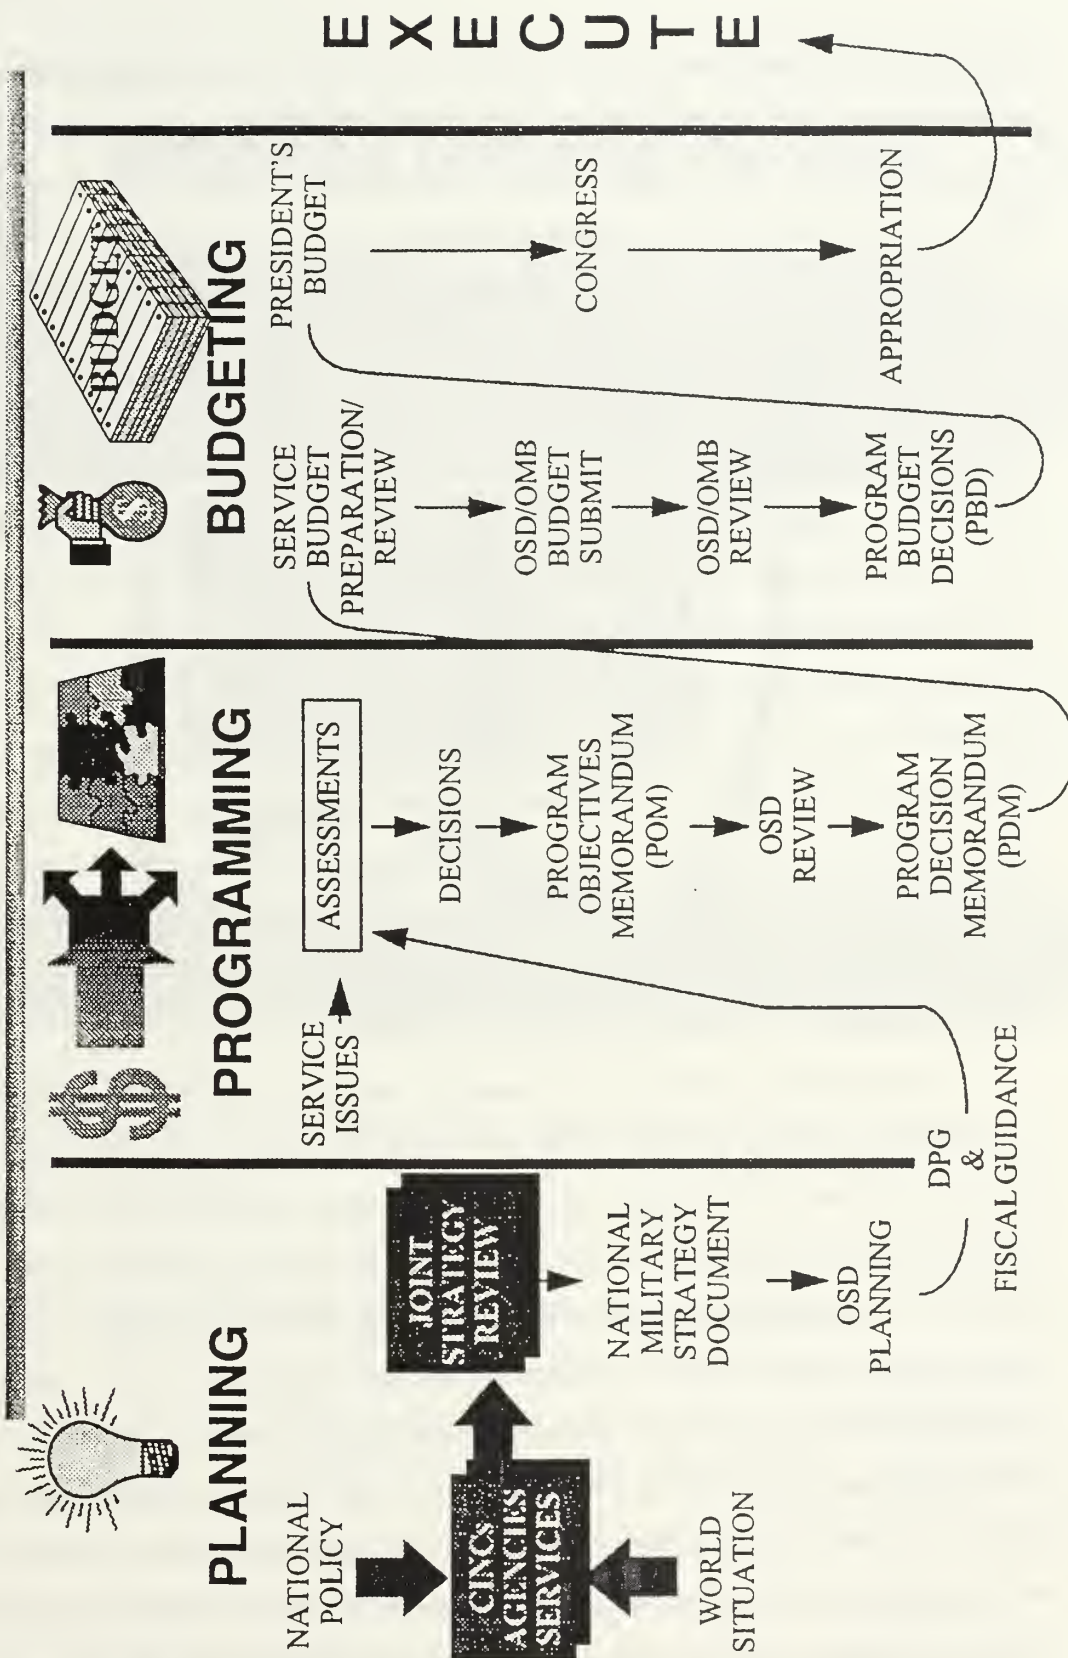 PLANNING
NATIONAL
POLICY
CINCs
AGENCIES
SERVICES
WORLD
SITUATION
JOINT
STRATEGY
REVIEW
NATIONAL
MILITARY
STRATEGY
DOCUMENT
OSD
PLANNING
DPG
&
FISCAL GUIDANCE
$
PROGRAMMING
SERVICE
ISSUES
ASSESSMENTS
DECISIONS
PROGRAM
OBJECTIVES
MEMORANDUM
(POM)
OSD
REVIEW
PROGRAM
DECISION
MEMORANDUM
(PDM)
$
BUDGET
BUDGETING
SERVICE
BUDGET
PREPARATION/
REVIEW
OSD/OMB
BUDGET
SUBMIT
OSD/OMB
REVIEW
PROGRAM
BUDGET
DECISIONS
(PBD)
PRESIDENT'S
BUDGET
CONGRESS
APPROPRIATION
EXECUTE